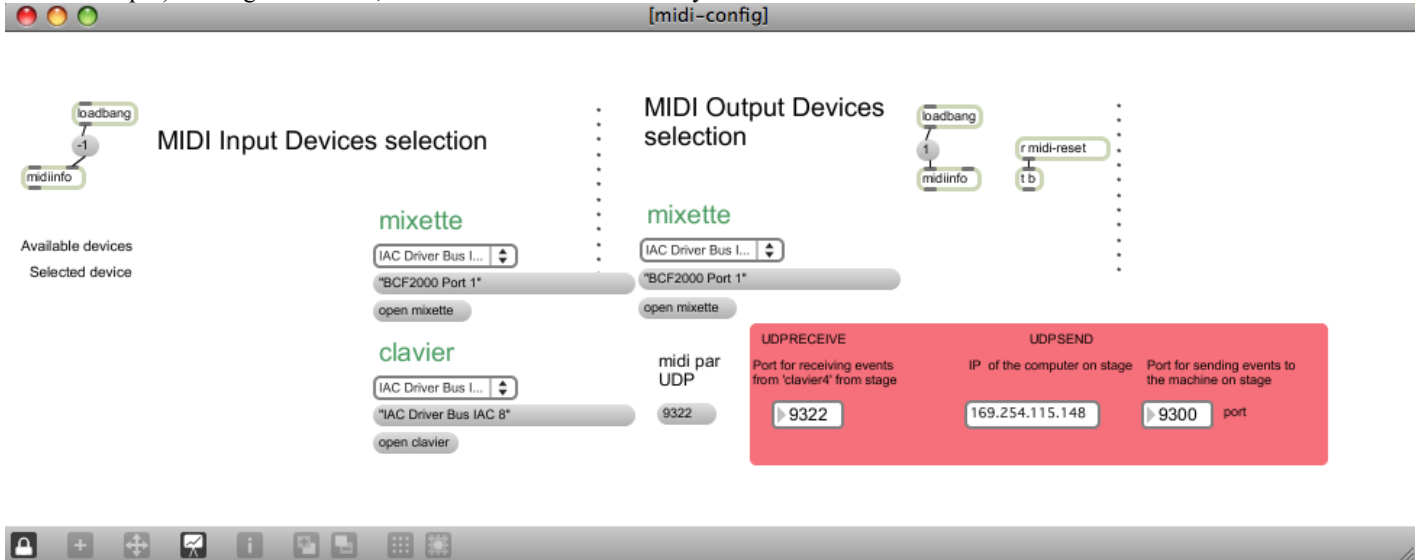 [midi-config]
loadbang
-1
midiinfo
MIDI Input Devices selection
MIDI Output Devices
selection
loadbang
1
midiinfo
r midi-reset
t b
Available devices
Selected device
mixette
IAC Driver Bus I...
"BCF2000 Port 1"
open mixette
clavier
IAC Driver Bus I...
"IAC Driver Bus IAC 8"
open clavier
mixette
IAC Driver Bus I...
"BCF2000 Port 1"
open mixette
midi par
UDP
9322
UDPRECEIVE
Port for receiving events
from 'clavier4' from stage
9322
UDPSEND
IP of the computer on stage
169.254.115.148
Port for sending events to
the machine on stage
9300
port